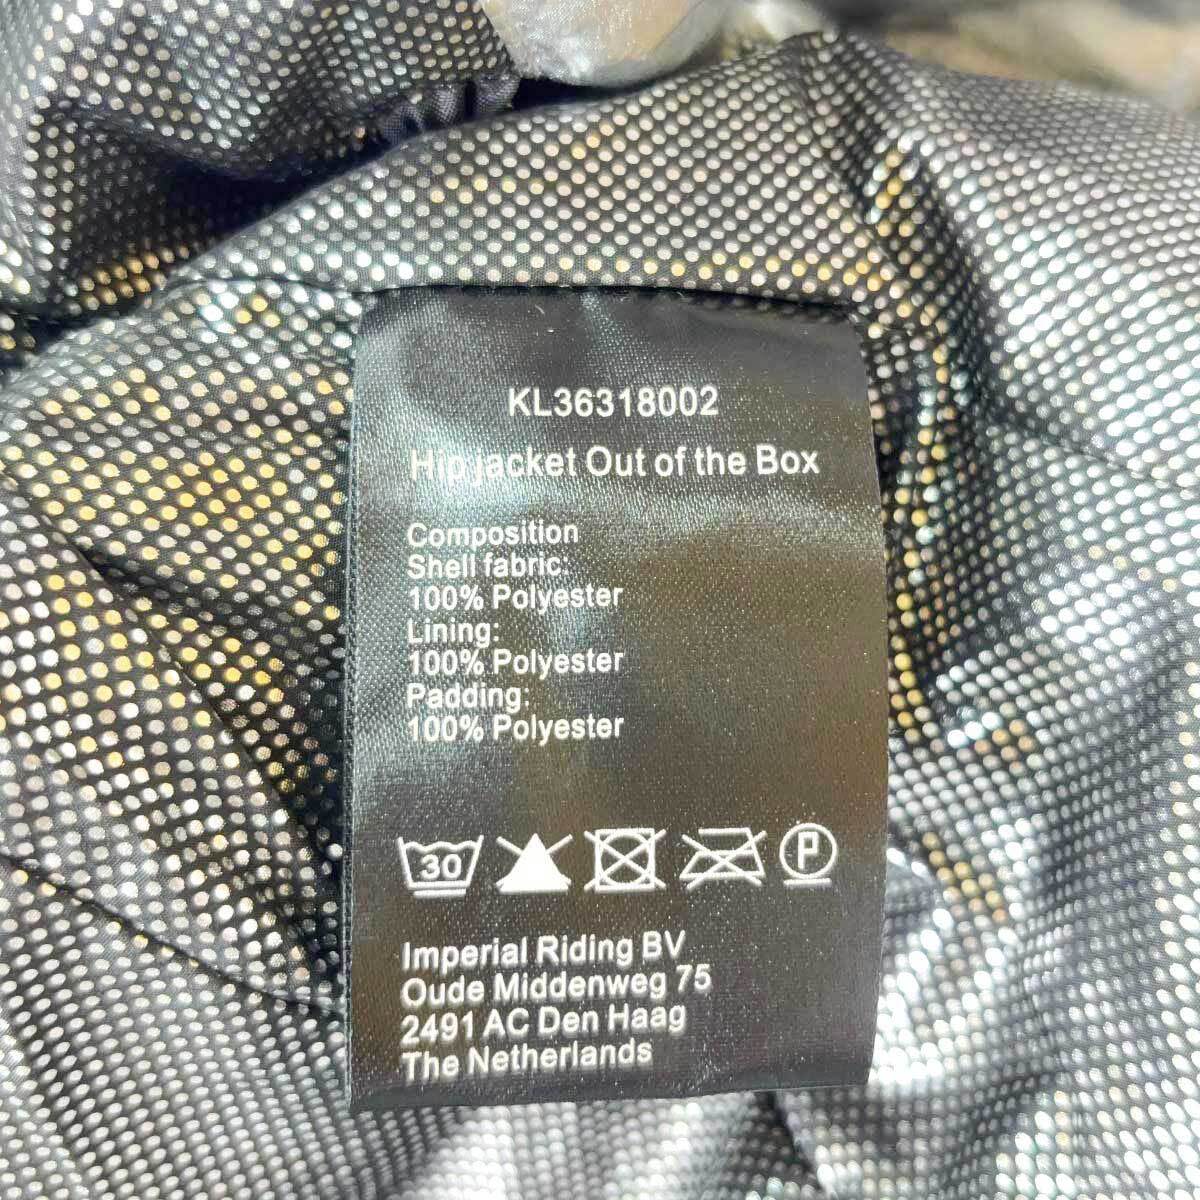 KL36318002
Hipjacket Out of the Box
Composition
Shell fabric:
100% Polyester
Lining:
100% Polyester
Padding:
100% Polyester
30
P
Imperial Riding BV
Oude Middenweg 75
2491 AC Den Haag
The Netherlands